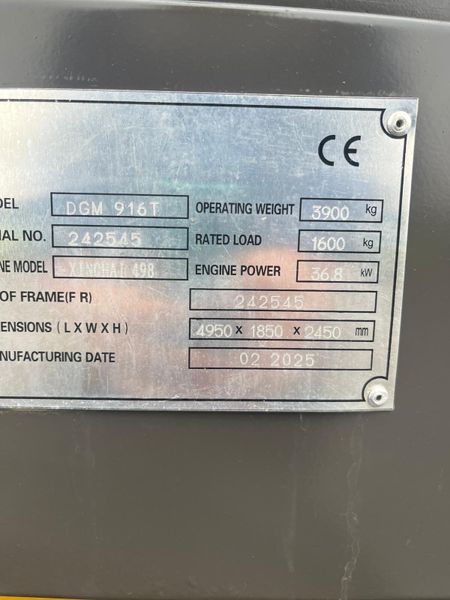 CE
DEL DGM 916T OPERATING WEIGHT 3900 kg
IAL NO. 242545 RATED LOAD 1600 kg
NE MODEL XINCHAI 498 ENGINE POWER 36.8 kW
OF FRAME(F R) 242545
ENSIONS ( L X W X H ) 4950 x 1850 x 2450 mm
NUFACTURING DATE 02 2025